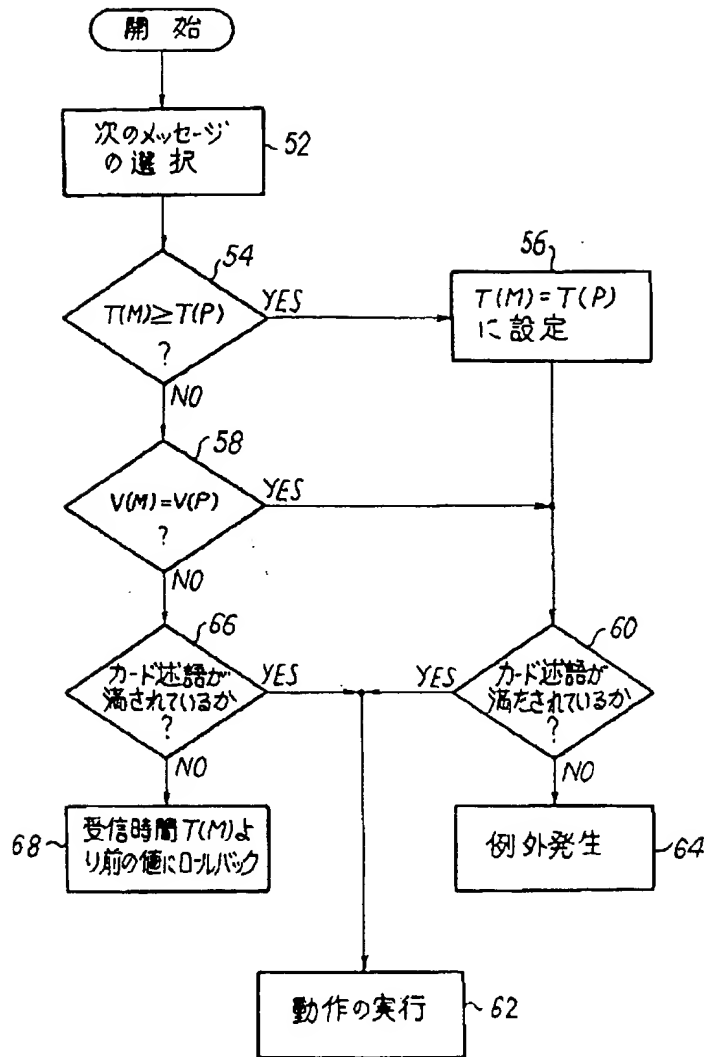 開始
次のメッセージ
の選択
52
54
T(M)≥T(P)
?
YES
NO
56
T(M)=T(P)
に設定
58
V(M)=V(P)
?
YES
NO
66
カード述語が
満されているか
?
YES
NO
60
カード述語が
満たされているか
?
YES
NO
68
受信時間T(M)よ
り前の値にロールバック
例外発生
64
動作の実行
62